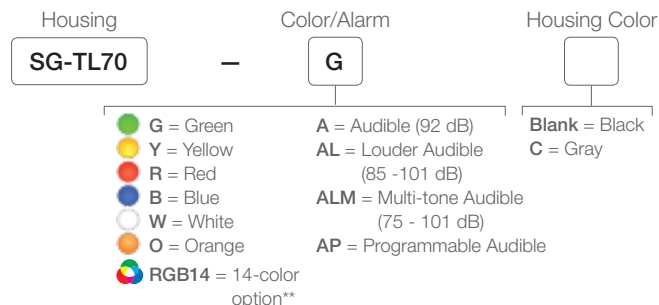 Housing Color/Alarm Housing Color
SG-TL70 – G
G = Green
Y = Yellow
R = Red
B = Blue
W = White
O = Orange
RGB14 = 14-color
option**
A = Audible (92 dB)
AL = Louder Audible
(85 -101 dB)
ALM = Multi-tone Audible
(75 - 101 dB)
AP = Programmable Audible
Blank = Black
C = Gray